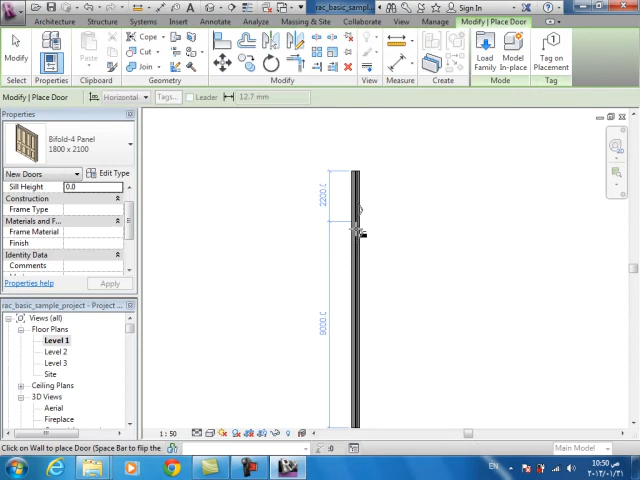 rac_basic_sampl...
Sign In
Architecture Structure Systems Insert Annotate Analyze Massing & Site Collaborate View Manage Modify | Place Door
Modify
Cope
Cut
Join
Load
Family
Model
In-place
Tag on
Placement
Select Properties Clipboard Geometry Modify View Measure Create Mode Tag
Modify | Place Door
Horizontal
Tags...
Leader
12.7 mm
Properties
Bifold-4 Panel
1800 x 2100
New Doors
Edit Type
Sill Height 0.0
Construction
Frame Type
Materials and F...
Frame Material
Finish
Identity Data
Comments
Properties help
Apply
rac_basic_sample_project - Project ...
Views (all)
Floor Plans
Level 1
Level 2
Level 3
Site
Ceiling Plans
3D Views
Aerial
Fireplace
2200.0
9000.0
1 : 50
Click on Wall to place Door (Space Bar to flip the
:0
Main Model
EN
10:50 ص
٢٠١٢/٠١/٣١